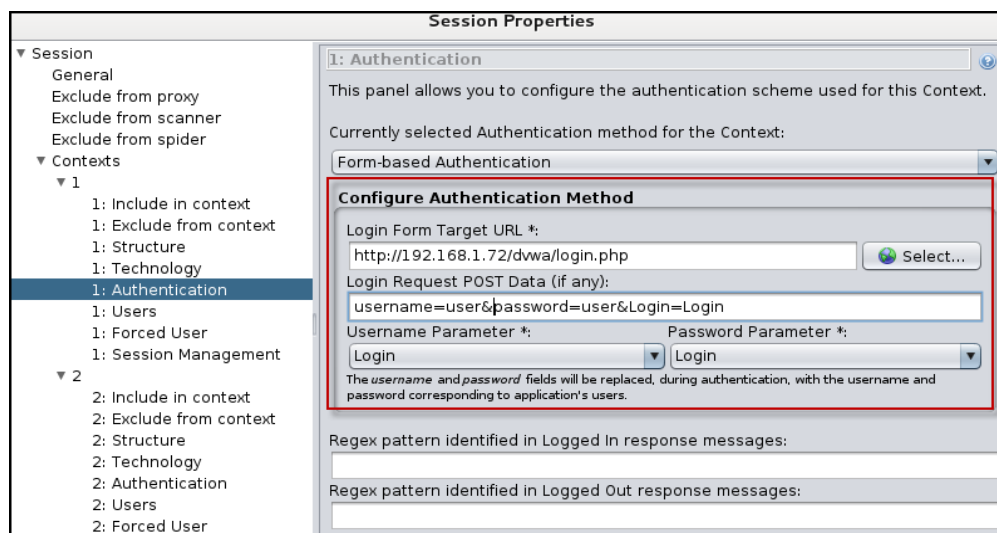 Session Properties
Session
General
Exclude from proxy
Exclude from scanner
Exclude from spider
Contexts
1
1: Include in context
1: Exclude from context
1: Structure
1: Technology
1: Authentication
1: Users
1: Forced User
1: Session Management
2
2: Include in context
2: Exclude from context
2: Structure
2: Technology
2: Authentication
2: Users
2: Forced User
1: Authentication
This panel allows you to configure the authentication scheme used for this Context.
Currently selected Authentication method for the Context:
Form-based Authentication
Configure Authentication Method
Login Form Target URL *:
http://192.168.1.72/dvwa/login.php
Select...
Login Request POST Data (if any):
username=user&password=user&Login=Login
Username Parameter *: Password Parameter *:
Login Login
The username and password fields will be replaced, during authentication, with the username and
password corresponding to application's users.
Regex pattern identified in Logged In response messages:
Regex pattern identified in Logged Out response messages: